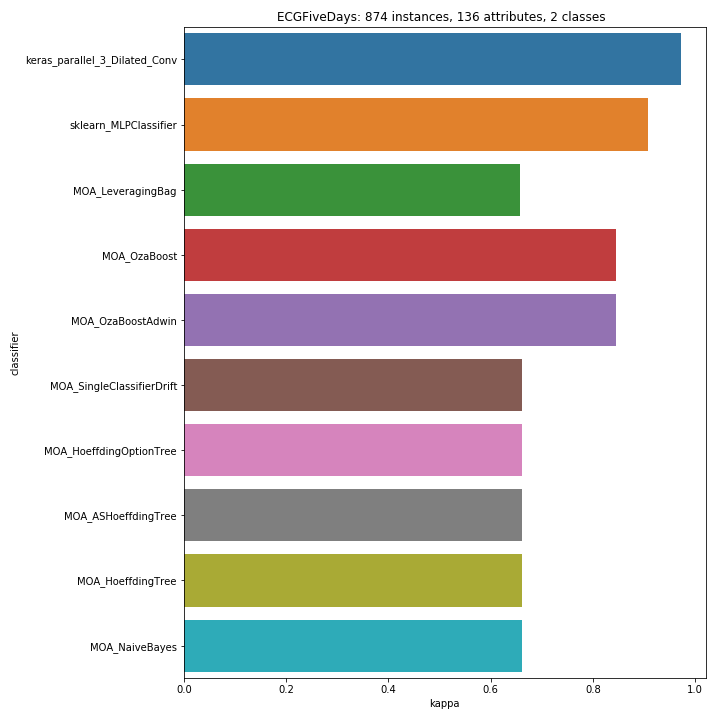 ECGFiveDays: 874 instances, 136 attributes, 2 classes
keras_parallel_3_Dilated_Conv
sklearn_MLPClassifier
MOA_LeveragingBag
MOA_OzaBoost
MOA_OzaBoostAdwin
MOA_SingleClassifierDrift
MOA_HoeffdingOptionTree
MOA_ASHoeffdingTree
MOA_HoeffdingTree
MOA_NaiveBayes
classifier
0.0 0.2 0.4 0.6 0.8 1.0
kappa